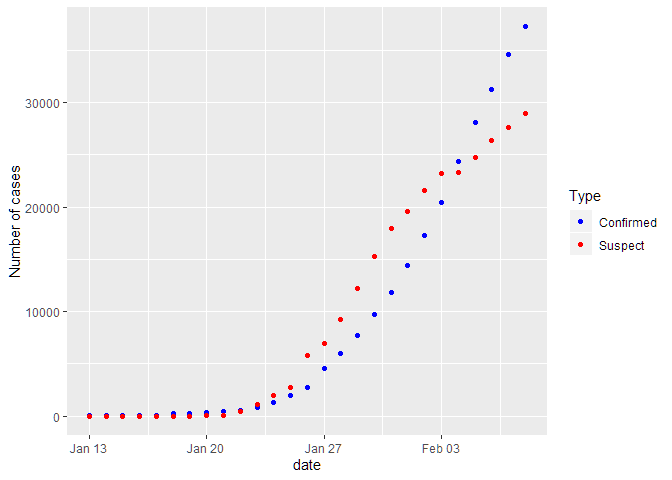 Number of cases
30000
20000
10000
0
Jan 13
Jan 20
Jan 27
Feb 03
date
Type
Confirmed
Suspect